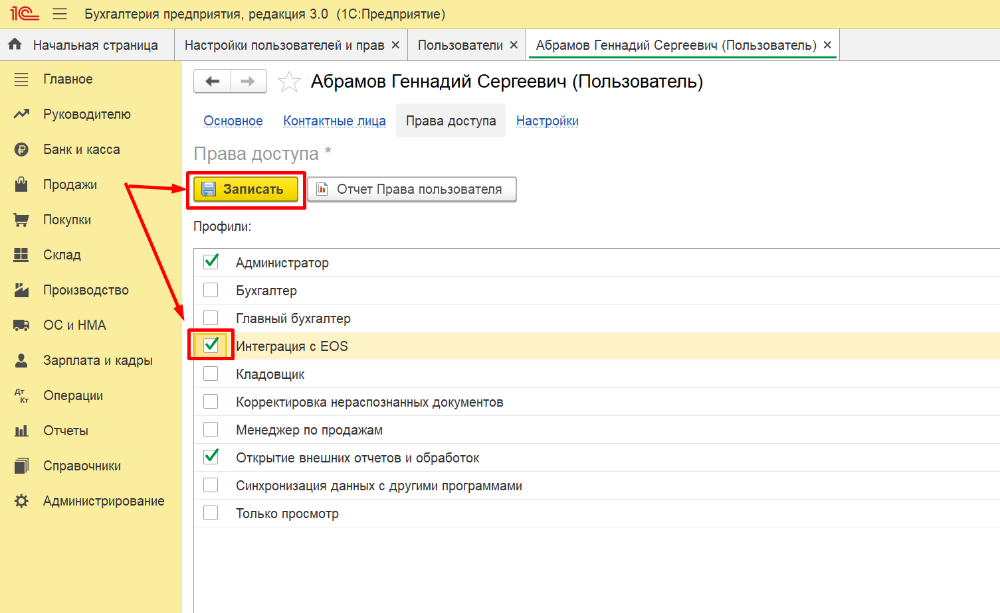 1С Бухгалтерия предприятия, редакция 3.0 (1С:Предприятие)
Начальная страница Настройки пользователей и прав Пользователи Абрамов Геннадий Сергеевич (Пользователь)
Главное
Руководителю
Банк и касса
Продажи
Покупки
Склад
Производство
ОС и НМА
Зарплата и кадры
Дт Кт Операции
Отчеты
Справочники
Администрирование
Абрамов Геннадий Сергеевич (Пользователь)
Основное Контактные лица Права доступа Настройки
Права доступа *
Записать Отчет Права пользователя
Профили:
Администратор
Бухгалтер
Главный бухгалтер
Интеграция с EOS
Кладовщик
Корректировка нераспознанных документов
Менеджер по продажам
Открытие внешних отчетов и обработок
Синхронизация данных с другими программами
Только просмотр